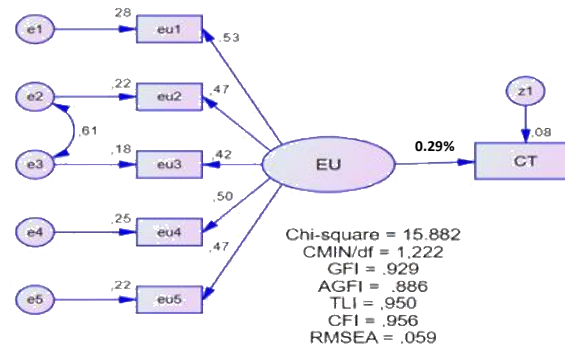 e1 28 eu1 .53
e2 ,22 eu2 ,47
,61
e3 ,18 eu3 ,42
e4 ,25 eu4 ,50
e5 ,22 eu5 ,47
EU 0.29% CT
z1
,08
Chi-square = 15.882
CMIN/df = 1,222
GFI = .929
AGFI = .886
TLI = ,950
CFI = ,956
RMSEA = ,059